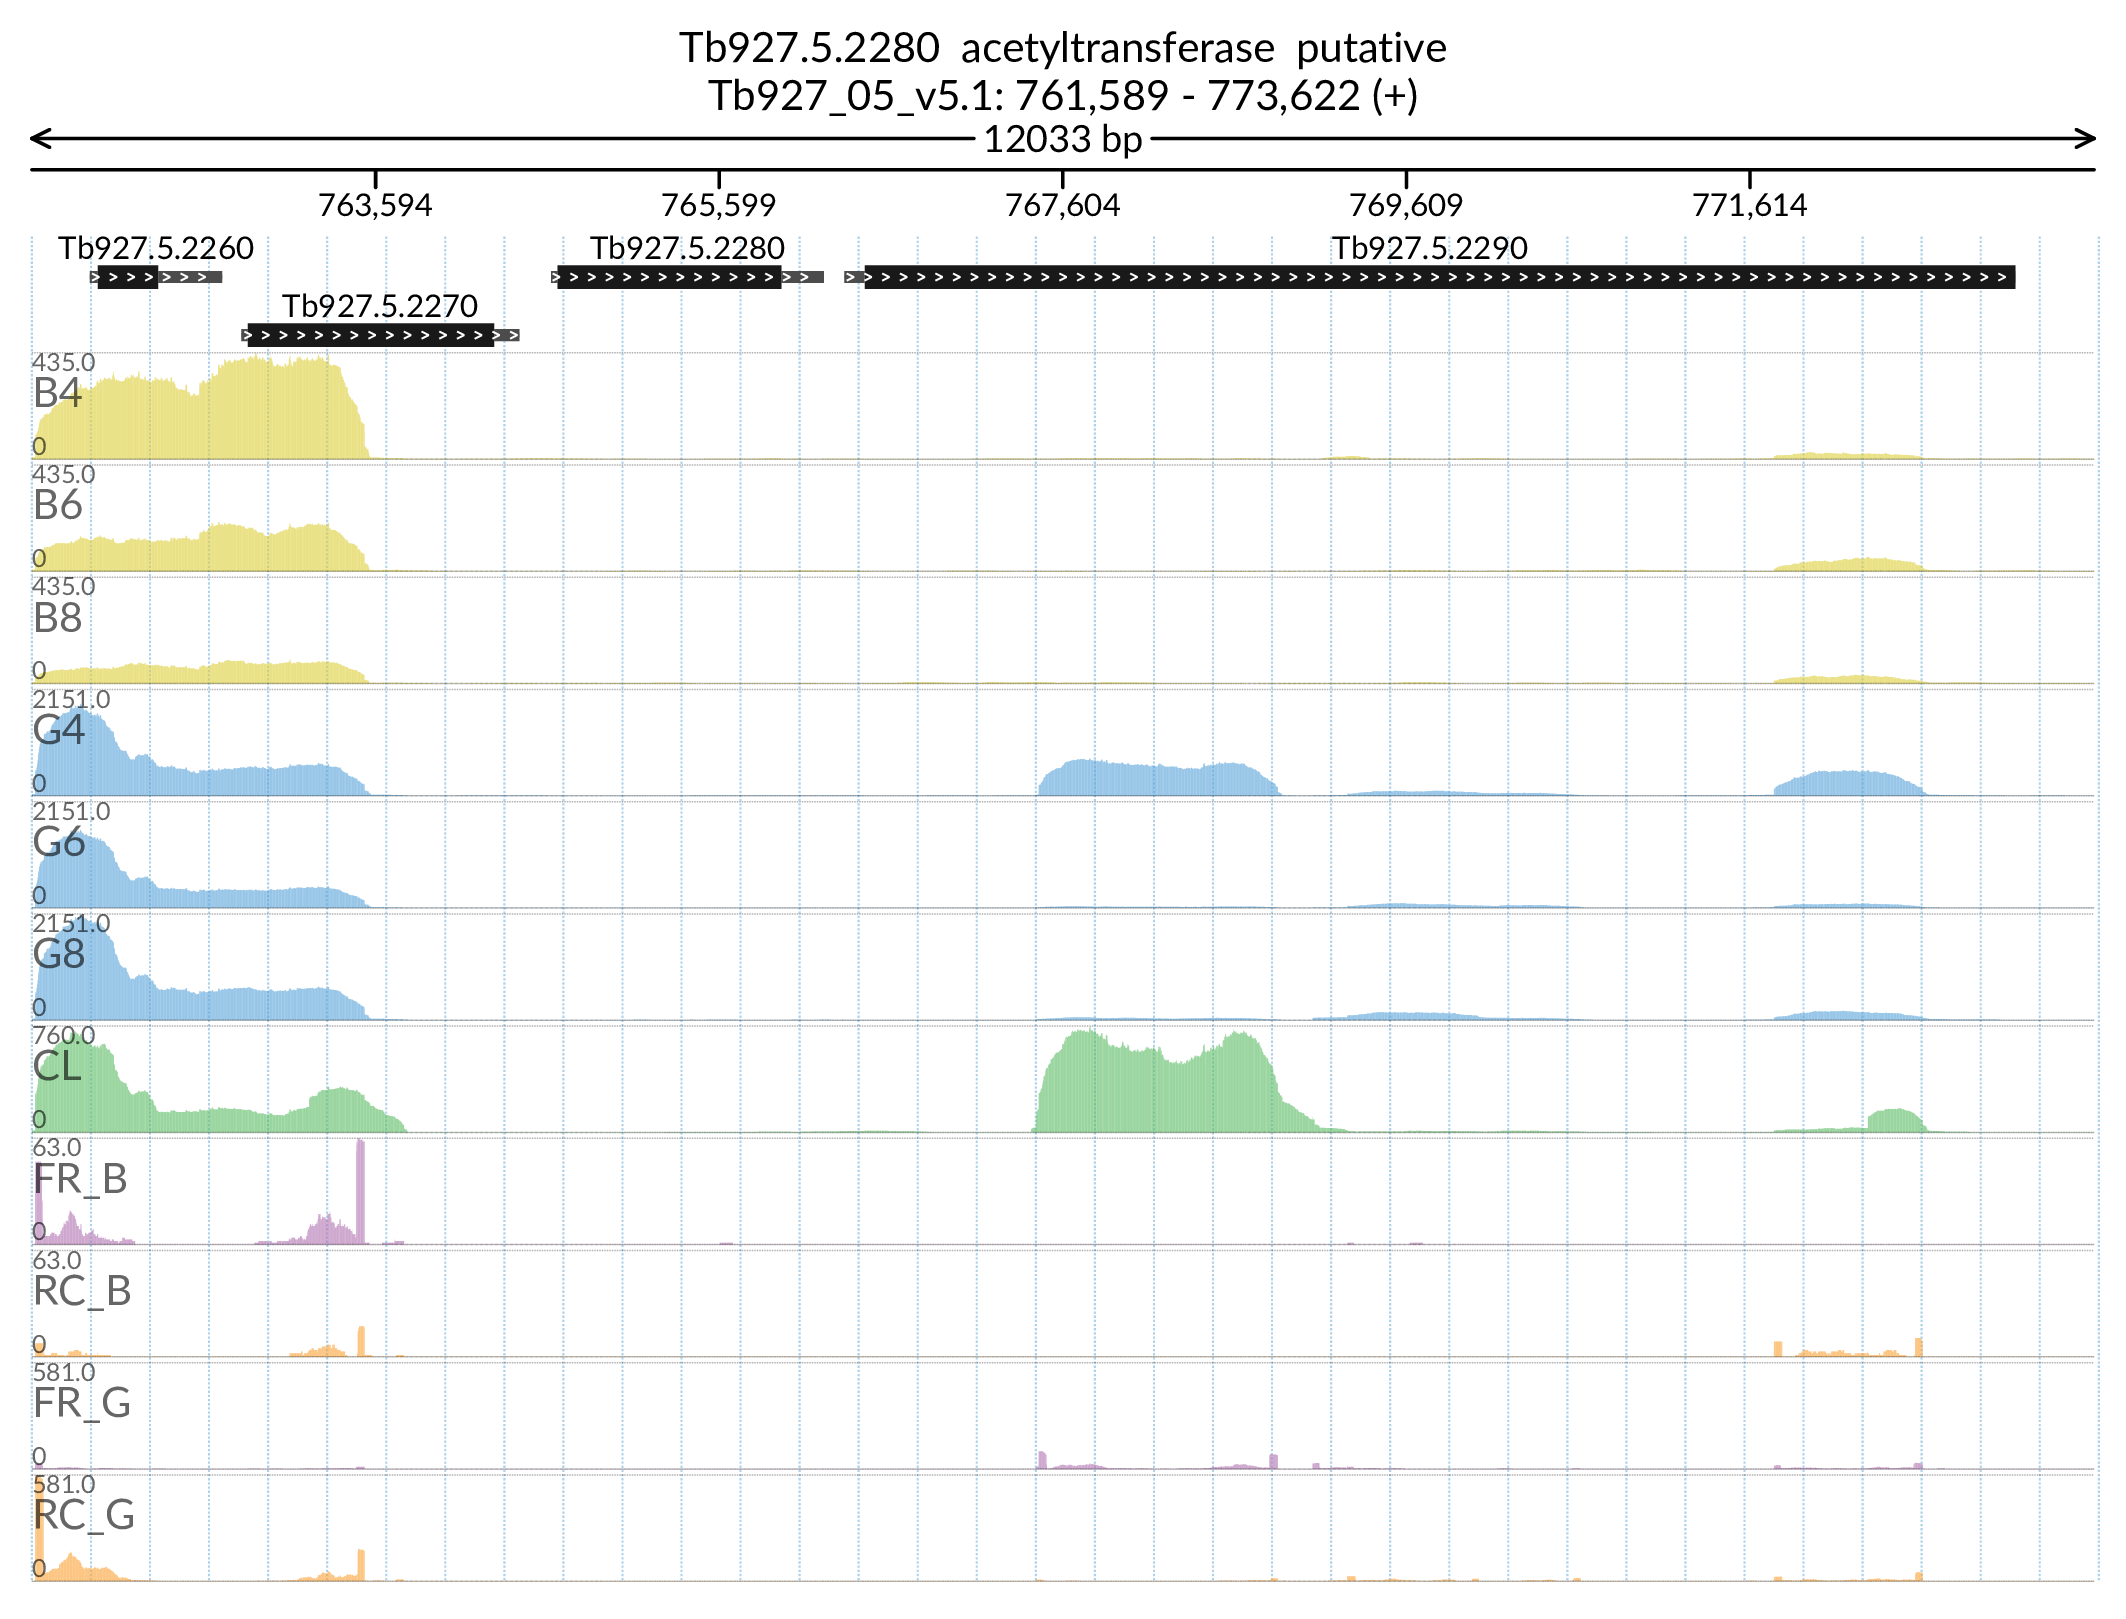 Tb927.5.2280 acetyltransferase putative
Tb927_05_v5.1: 761,589 - 773,622 (+)
12033 bp
763,594 765,599 767,604 769,609 771,614
Tb927.5.2260 Tb927.5.2280 Tb927.5.2290
Tb927.5.2270
435.0
B4
0
435.0
B6
0
435.0
B8
0
2151.0
G4
0
2151.0
G6
0
2151.0
G8
0
760.0
CL
0
63.0
FR_B
0
63.0
RC_B
0
581.0
FR_G
0
581.0
RC_G
0